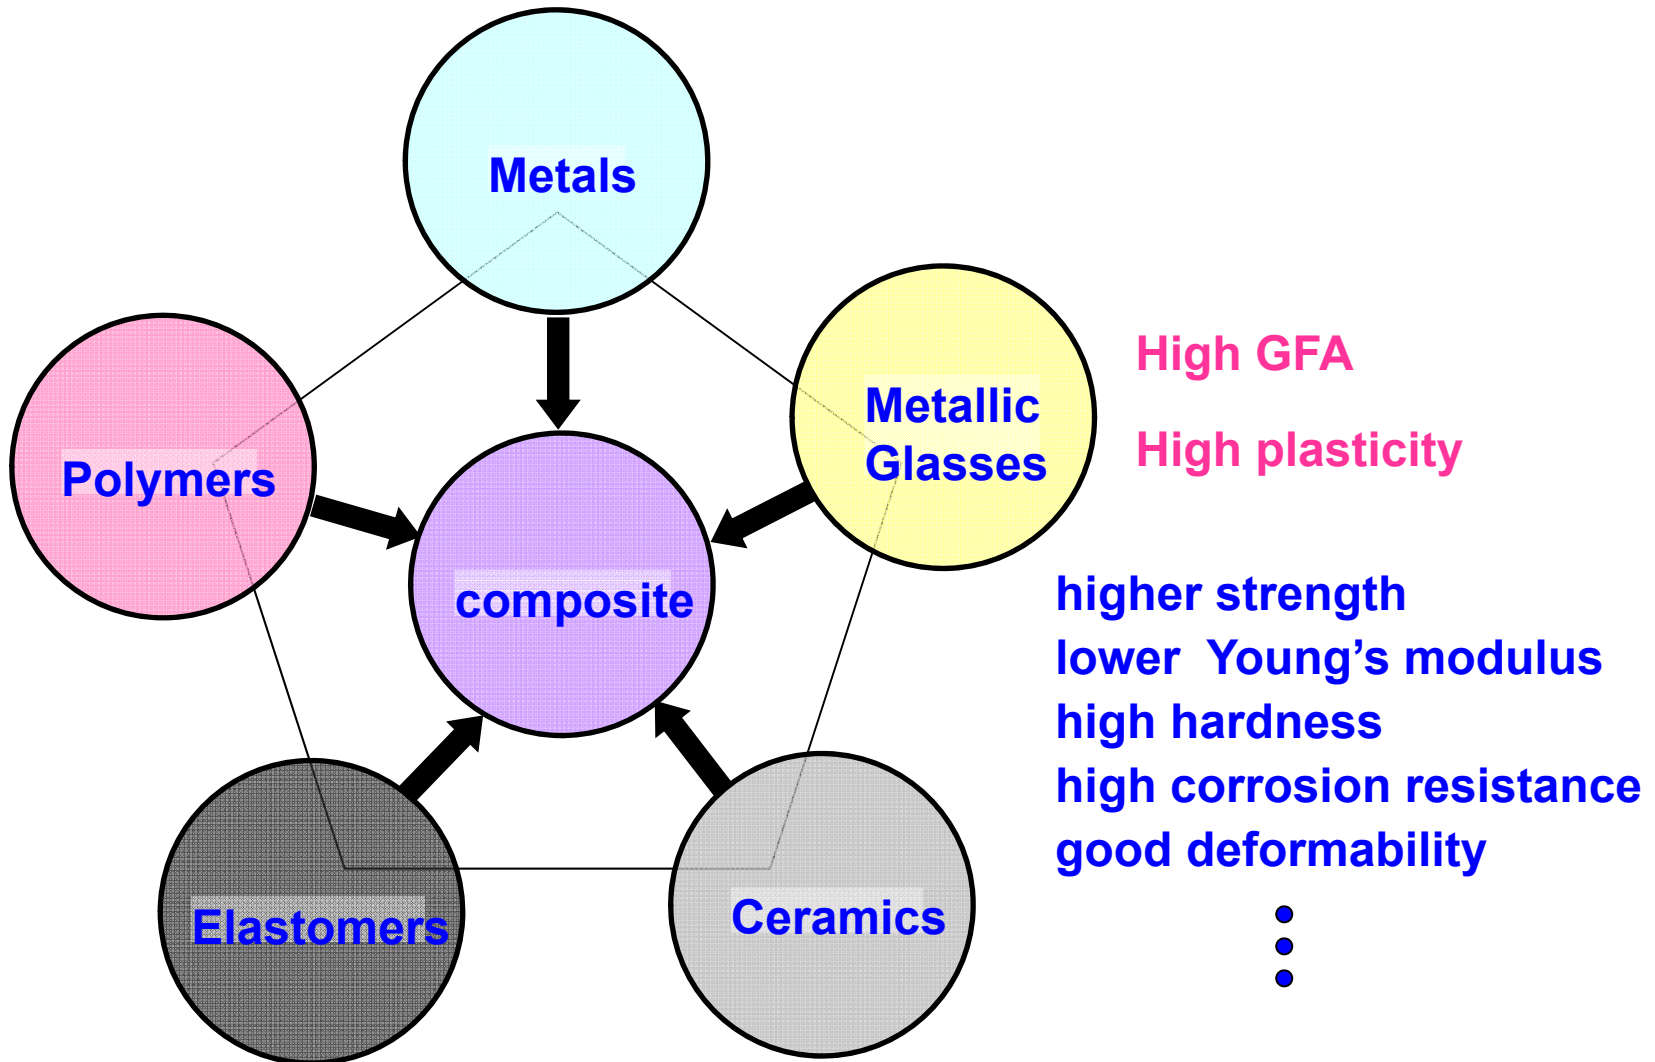 Metals
Metallic
Glasses
High GFA
High plasticity
Polymers
composite
higher strength
lower  Young’s modulus
high hardness
high corrosion resistance
good deformability
Elastomers
Ceramics